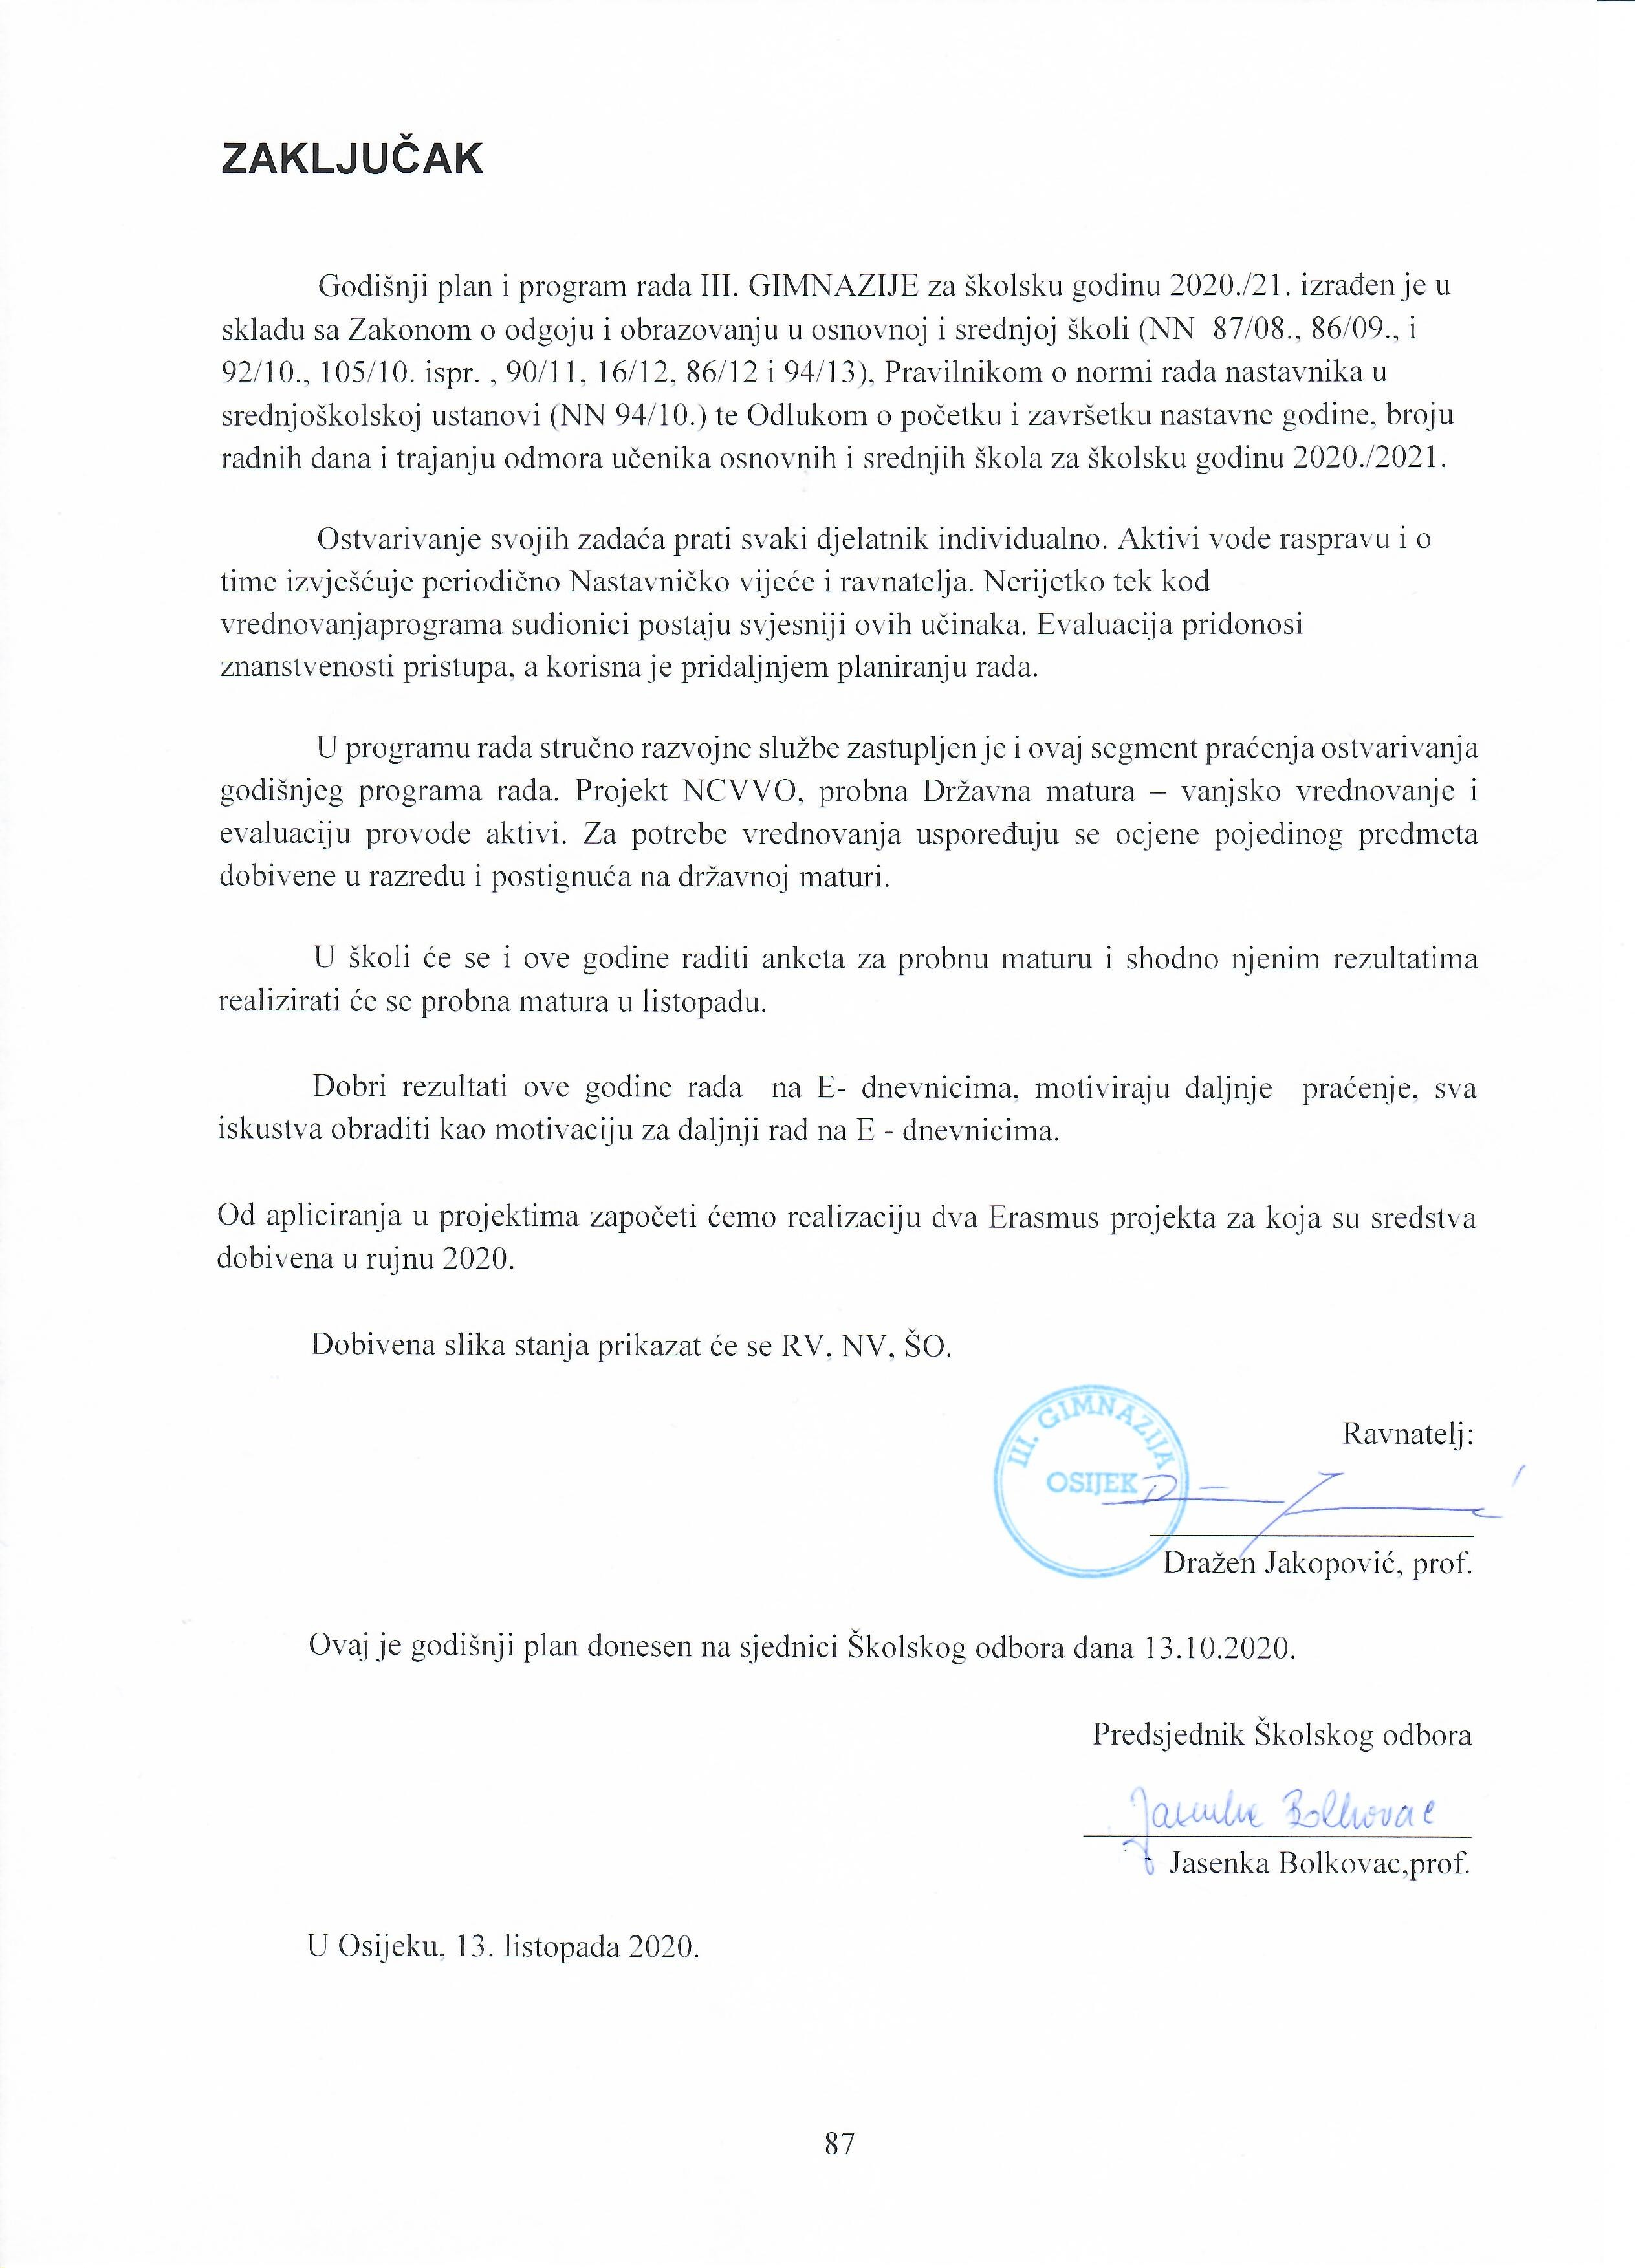 ZAKLJUČAK
Godišnji plan i program rada III. GIMNAZIJE za školsku godinu 2020./21. izrađen je u
skladu sa Zakonom o odgoju i obrazovanju u osnovnoj i srednjoj školi (NN 87/08., 86/09., i
92/10., 105/10. ispr. , 90/11, 16/12, 86/12 i 94/13), Pravilnikom o normi rada nastavnika u
srednjoškolskoj ustanovi (NN 94/10.) te Odlukom o početku i završetku nastavne godine, broju
radnih dana i trajanju odmora učenika osnovnih i srednjih škola za školsku godinu 2020./2021.
Ostvarivanje svojih zadaća prati svaki djelatnik individualno. Aktivi vode raspravu i o
time izvješćuje periodično Nastavničko vijeće i ravnatelja. Nerijetko tek kod
vrednovanjaprograma sudionici postaju svjesniji ovih učinaka. Evaluacija pridonosi
znanstvenosti pristupa, a korisna je pridaljnjem planiranju rada.
U programu rada stručno razvojne službe zastupljen je i ovaj segment praćenja ostvarivanja
godišnjeg programa rada. Projekt NCVVO, probna Državna matura – vanjsko vrednovanje i
evaluaciju provode aktivi. Za potrebe vrednovanja uspoređuju se ocjene pojedinog predmeta
dobivene u razredu i postignuća na državnoj maturi.
U školi će se i ove godine raditi anketa za probnu maturu i shodno njenim rezultatima
realizirati će se probna matura u listopadu.
Dobri rezultati ove godine rada na E- dnevnicima, motiviraju daljnje praćenje, sva
iskustva obraditi kao motivaciju za daljnji rad na E - dnevnicima.
Od apliciranja u projektima započeti ćemo realizaciju dva Erasmus projekta za koja su sredstva
dobivena u rujnu 2020.
Dobivena slika stanja prikazat će se RV, NV, ŠO.
III. GIMNAZIJA
OSIJEK
Ravnatelj:
Dražen Jakopović, prof.
Ovaj je godišnji plan donesen na sjednici Školskog odbora dana 13.10.2020.
Predsjednik Školskog odbora
Jasenka Bolkovac
Jasenka Bolkovac,prof.
U Osijeku, 13. listopada 2020.
87